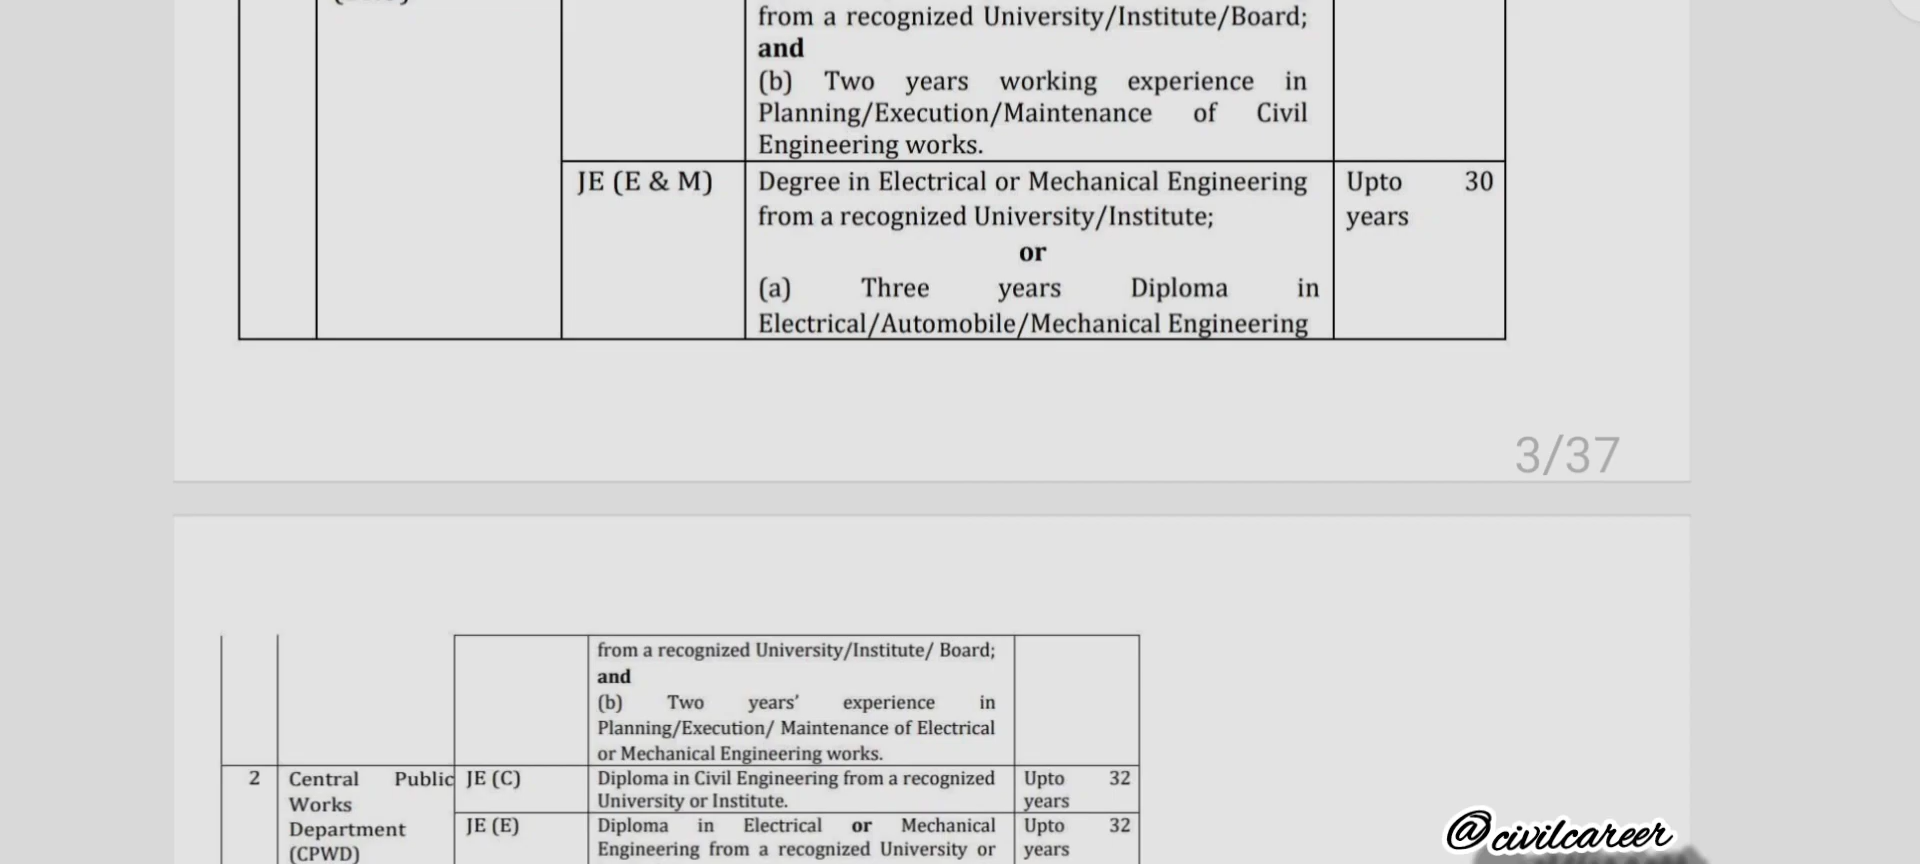 from a recognized University/Institute/Board;
and
(b) Two years working experience in
Planning/Execution/Maintenance of Civil
Engineering works.
JE (E & M)
Degree in Electrical or Mechanical Engineering
from a recognized University/Institute;
or
(a) Three years Diploma in
Electrical/Automobile/Mechanical Engineering
Upto 30
years
3/37
from a recognized University/Institute/ Board;
and
(b) Two years' experience in
Planning/Execution/ Maintenance of Electrical
or Mechanical Engineering works.
2
Central Public
Works
Department
(CPWD)
JE (C)
Diploma in Civil Engineering from a recognized
University or Institute.
Upto 32
years
JE (E)
Diploma in Electrical or Mechanical
Engineering from a recognized University or
Upto 32
years
@civilcareer